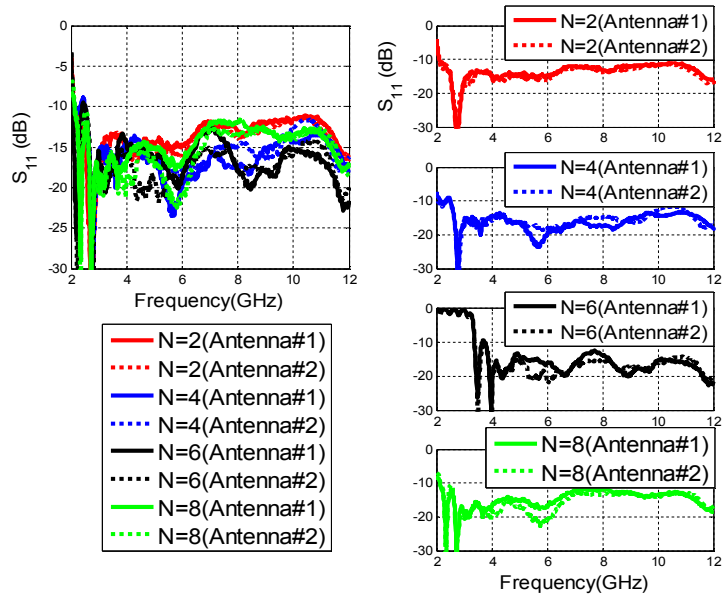 0
-5
-10
-15
-20
-25
-30
2
4
6
8
10
12
S11 (dB)
Frequency(GHz)
N=2(Antenna#1)
N=2(Antenna#2)
N=4(Antenna#1)
N=4(Antenna#2)
N=6(Antenna#1)
N=6(Antenna#2)
N=8(Antenna#1)
N=8(Antenna#2)
N=2(Antenna#1)
N=2(Antenna#2)
0
-10
-20
-30
2
4
6
8
10
12
S11 (dB)
N=4(Antenna#1)
N=4(Antenna#2)
0
-10
-20
-30
2
4
6
8
10
12
N=6(Antenna#1)
N=6(Antenna#2)
0
-10
-20
-30
2
4
6
8
10
12
N=8(Antenna#1)
N=8(Antenna#2)
0
-10
-20
-30
2
4
6
8
10
12
Frequency(GHz)